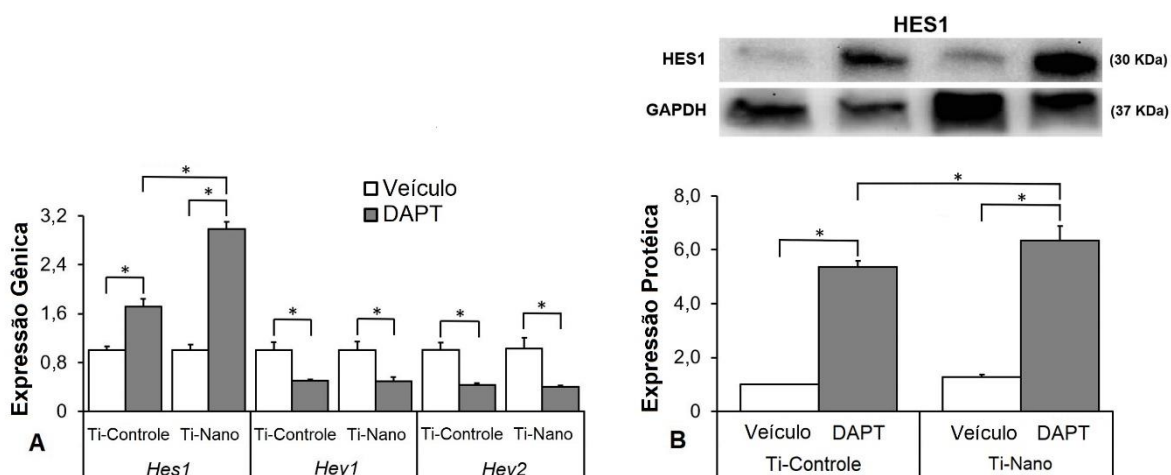 Expressão Gênica
3,2
1,6
0,8
0
*
*
*
*
*
*
*
Veículo
DAPT
Ti-Controle Ti-Nano Ti-Controle Ti-Nano Ti-Controle Ti-Nano
Hes1 Hey1 Hey2
A
HES1
HES1 (30 KDa)
GAPDH (37 KDa)
Expressão Protéica
8,0
6,0
4,0
2,0
0,0
*
*
*
Veículo DAPT Veículo DAPT
Ti-Controle Ti-Nano
B